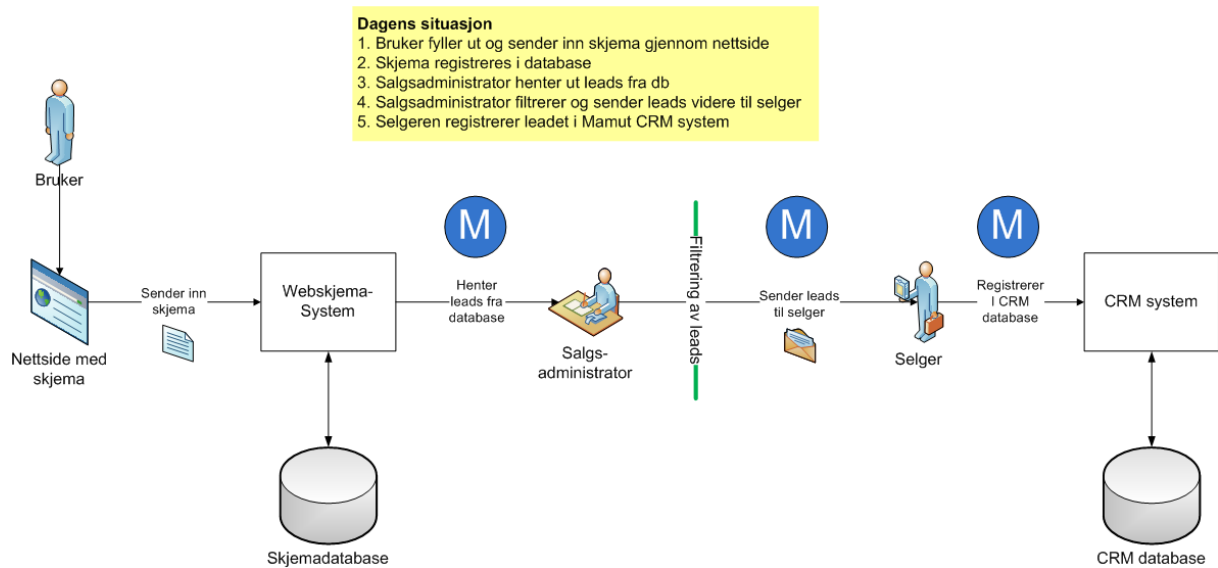 Dagens situasjon
1. Bruker fyller ut og sender inn skjema gjennom nettside
2. Skjema registreres i database
3. Salgsadministrator henter ut leads fra db
4. Salgsadministrator filtrerer og sender leads videre til selger
5. Selgeren registrerer leadet i Mamut CRM system
Bruker
M
M
M
Sender inn
skjema
Webskjema-
System
Henter
leads fra
database
Filtrering av leads
Sender leads
til selger
Registrerer
I CRM
database
CRM system
Nettside med
skjema
Salgs-
administrator
Selger
Skjemadatabase
CRM database